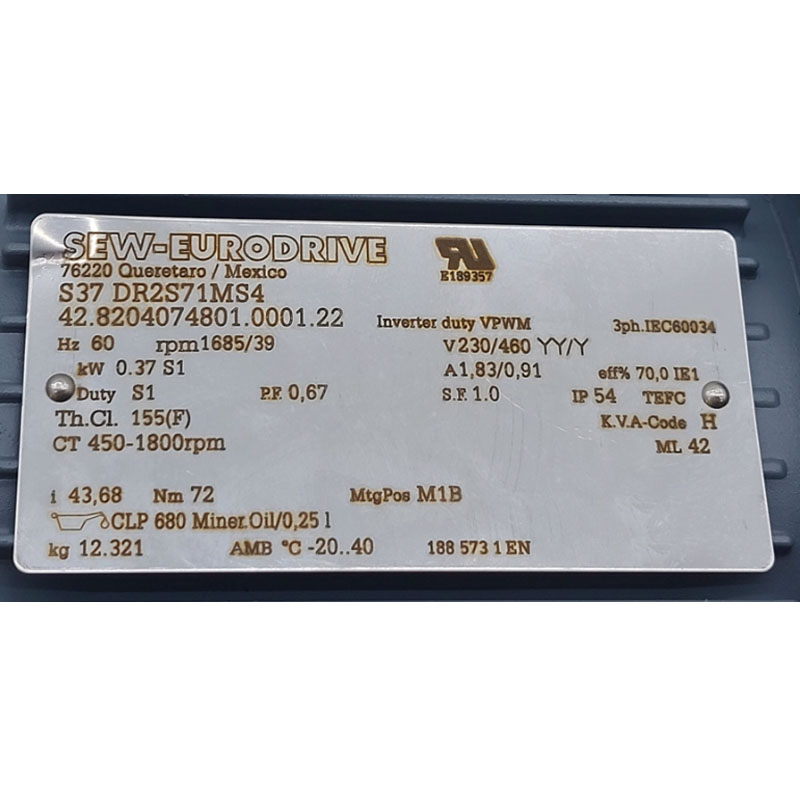 SEW-EURODRIVE
E189357
76220 Queretaro / Mexico
S37 DR2S71MS4
42.8204074801.0001.22 Inverter duty VPWM 3ph.IEC60034
Hz 60 rpm1685/39 V230/460 YY/Y
kW 0.37 S1 A1,83/0,91 eff% 70,0 IE1
Duty S1 P.F. 0,67 S.F. 1.0 IP 54 TEFC
Th.Cl. 155(F) K.V.A-Code H
CT 450-1800rpm ML 42
i 43,68 Nm 72 MtgPos M1B
CLP 680 Miner.Oil/0,25 l
kg 12.321 AMB °C -20..40 188 573 1 EN